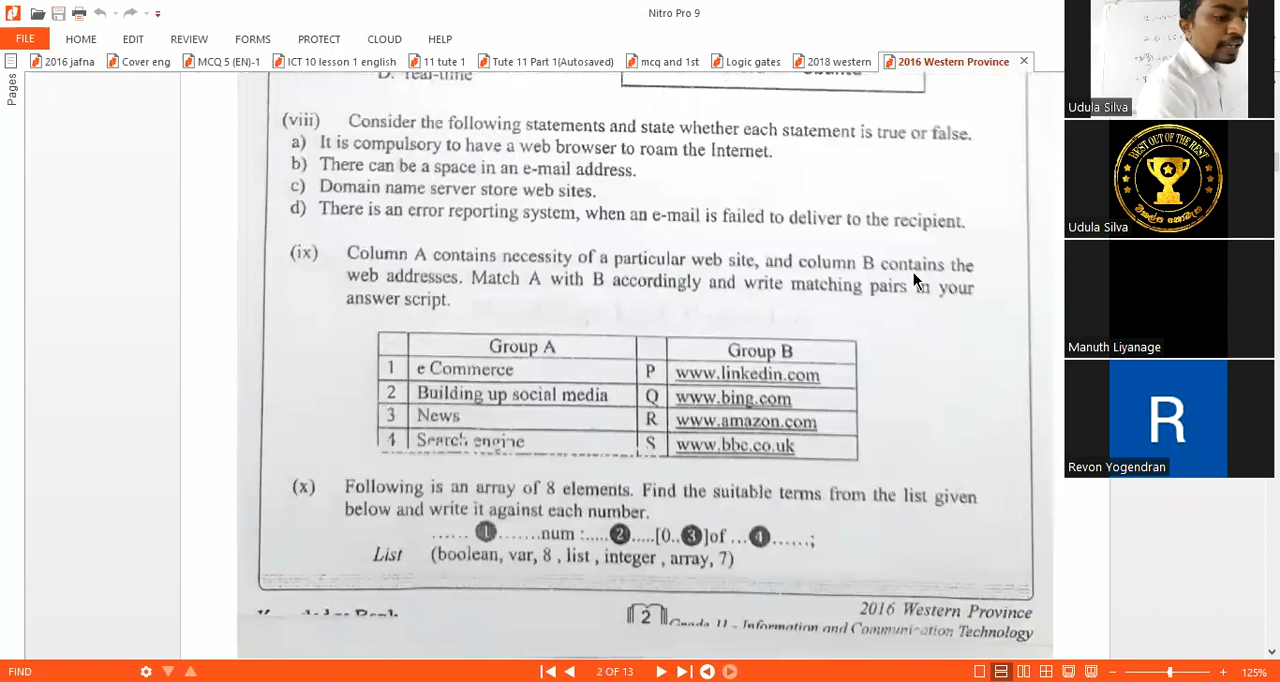 Nitro Pro 9
FILE HOME EDIT REVIEW FORMS PROTECT CLOUD HELP
2016 jafna Cover eng MCQ 5 (EN)-1 ICT 10 lesson 1 english 11 tute 1 Tute 11 Part 1(Autosaved) mcq and 1st Logic gates 2018 western 2016 Western Province
Pages
D. real-time
Ubuntu
(viii) Consider the following statements and state whether each statement is true or false.
a) It is compulsory to have a web browser to roam the Internet.
b) There can be a space in an e-mail address.
c) Domain name server store web sites.
d) There is an error reporting system, when an e-mail is failed to deliver to the recipient.
(ix) Column A contains necessity of a particular web site, and column B contains the
web addresses. Match A with B accordingly and write matching pairs in your
answer script.
Group A Group B
1 e Commerce P www.linkedin.com
2 Building up social media Q www.bing.com
3 News R www.amazon.com
4 Search engine S www.bbc.co.uk
(x) Following is an array of 8 elements. Find the suitable terms from the list given
below and write it against each number.
......1.......num :.....2.....[0..3]of ...4......;
List (boolean, var, 8 , list , integer , array, 7)
2 2016 Western Province
Grade 11 - Information and Communication Technology
Udula Silva
BEST OUT OF THE REST
Udula Silva
Manuth Liyanage
R
Revon Yogendran
FIND 2 OF 13 125%